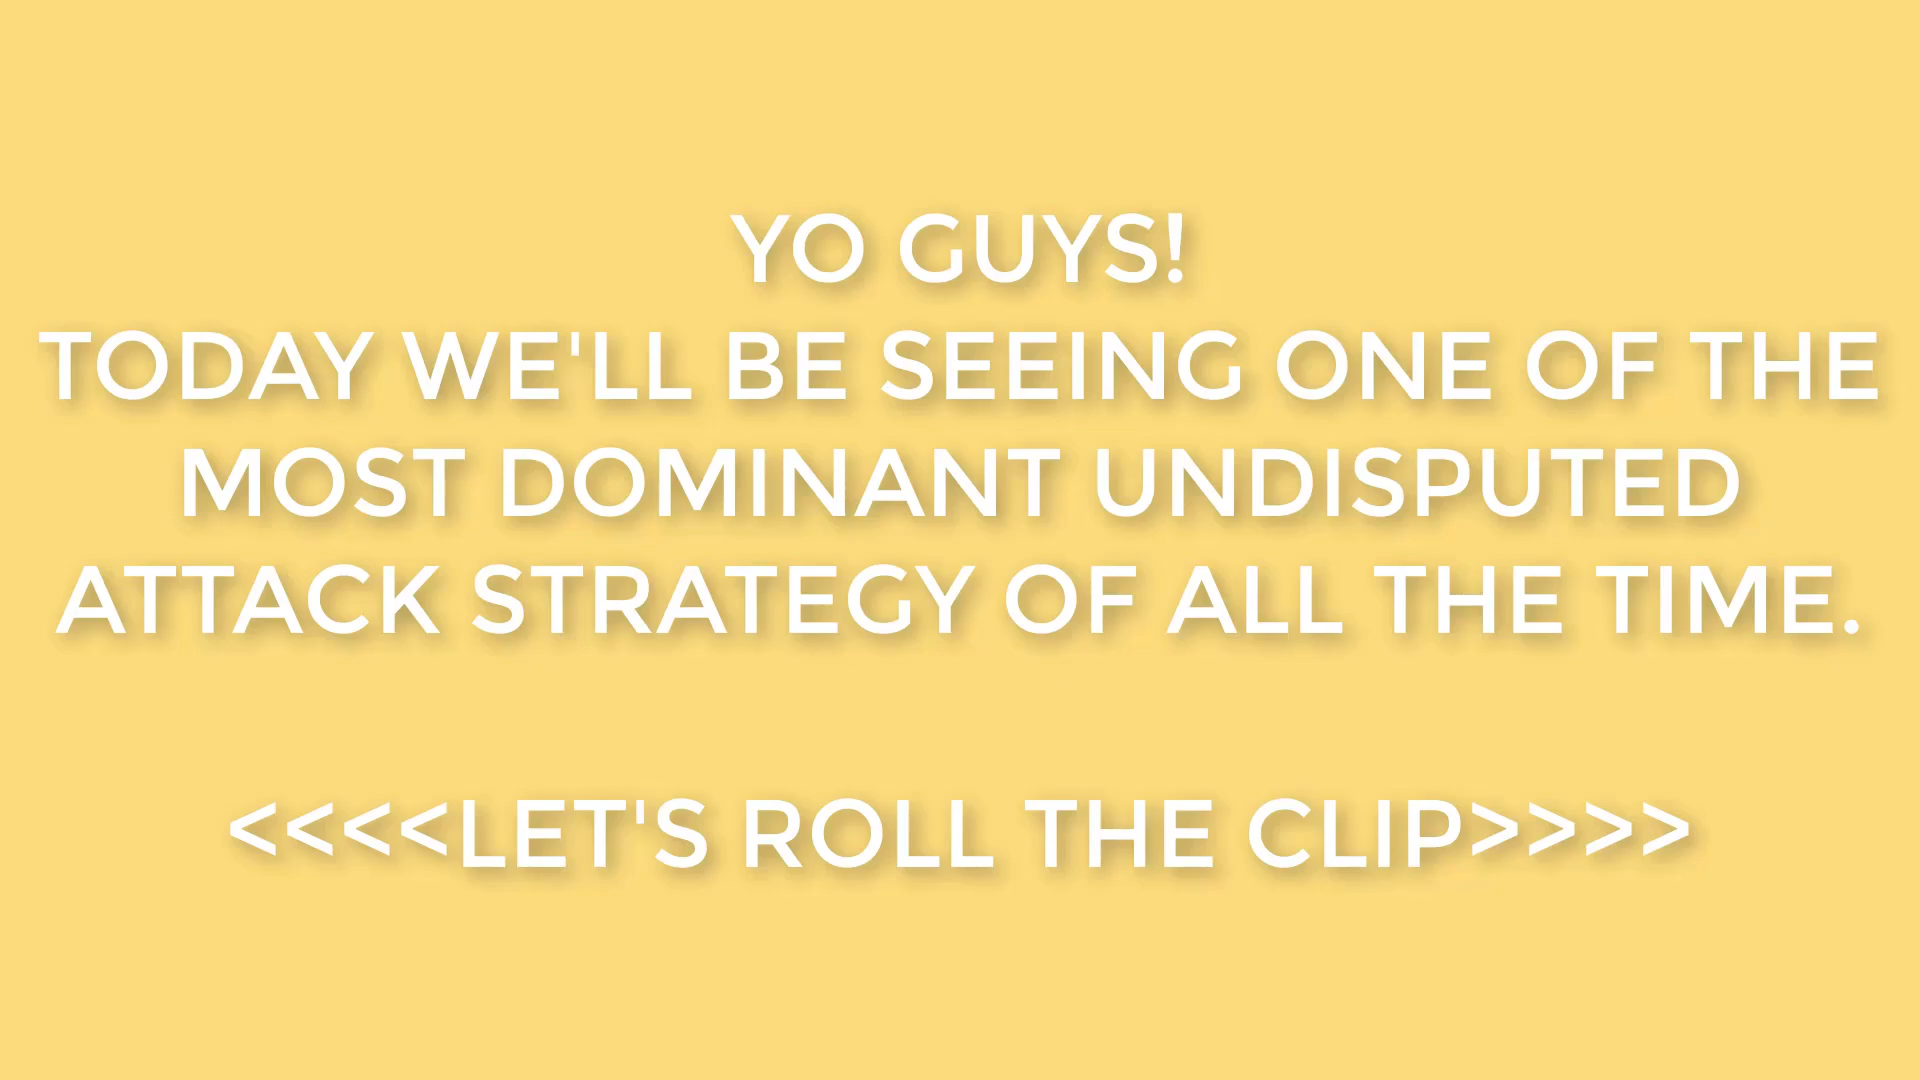 YO GUYS!
TODAY WE'LL BE SEEING ONE OF THE
MOST DOMINANT UNDISPUTED
ATTACK STRATEGY OF ALL THE TIME.
<<<<LET'S ROLL THE CLIP>>>>